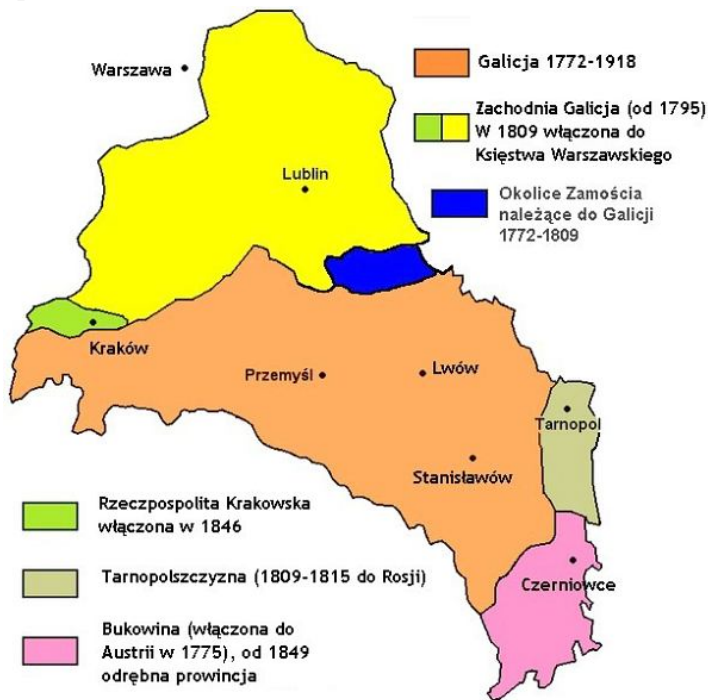 Warszawa
Galicja 1772-1918
Zachodnia Galicja (od 1795)
W 1809 włączona do
Księstwa Warszawskiego
Lublin
Okolice Zamościa
należące do Galicji
1772-1809
Kraków
Przemyśl
Lwów
Tarnopol
Stanisławów
Rzeczpospolita Krakowska
włączona w 1846
Tarnopolszczyzna (1809-1815 do Rosji)
Czerniowce
Bukowina (włączona do
Austrii w 1775), od 1849
odrębna prowincja